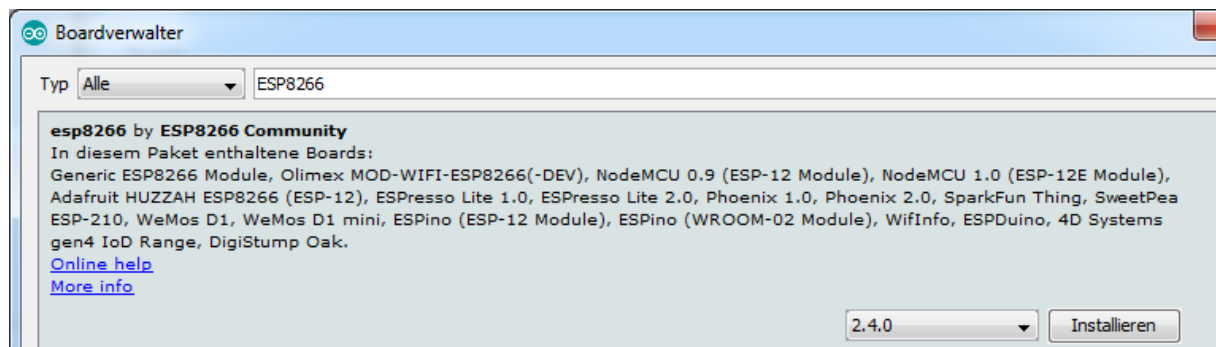 Boardverwalter
Typ Alle ESP8266
esp8266 by ESP8266 Community
In diesem Paket enthaltene Boards:
Generic ESP8266 Module, Olimex MOD-WIFI-ESP8266(-DEV), NodeMCU 0.9 (ESP-12 Module), NodeMCU 1.0 (ESP-12E Module),
Adafruit HUZZAH ESP8266 (ESP-12), ESPresso Lite 1.0, ESPresso Lite 2.0, Phoenix 1.0, Phoenix 2.0, SparkFun Thing, SweetPea
ESP-210, WeMos D1, WeMos D1 mini, ESPino (ESP-12 Module), ESPino (WROOM-02 Module), WifInfo, ESPDuino, 4D Systems
gen4 IoD Range, DigiStump Oak.
Online help
More info
2.4.0 Installieren